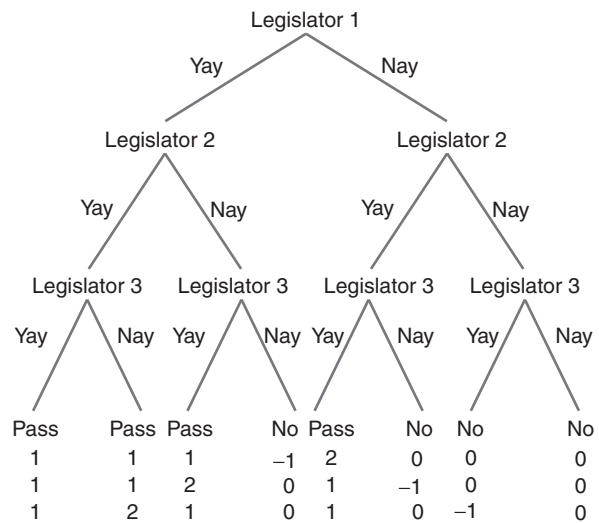 Legislator 1
Yay Nay
Legislator 2 Legislator 2
Yay Nay Yay Nay
Legislator 3 Legislator 3 Legislator 3 Legislator 3
Yay Nay Yay Nay Yay Nay Yay Nay
Pass Pass Pass No Pass No No No
1 1 1 −1 2 0 0 0
1 1 2 0 1 −1 0 0
1 2 1 0 1 0 −1 0